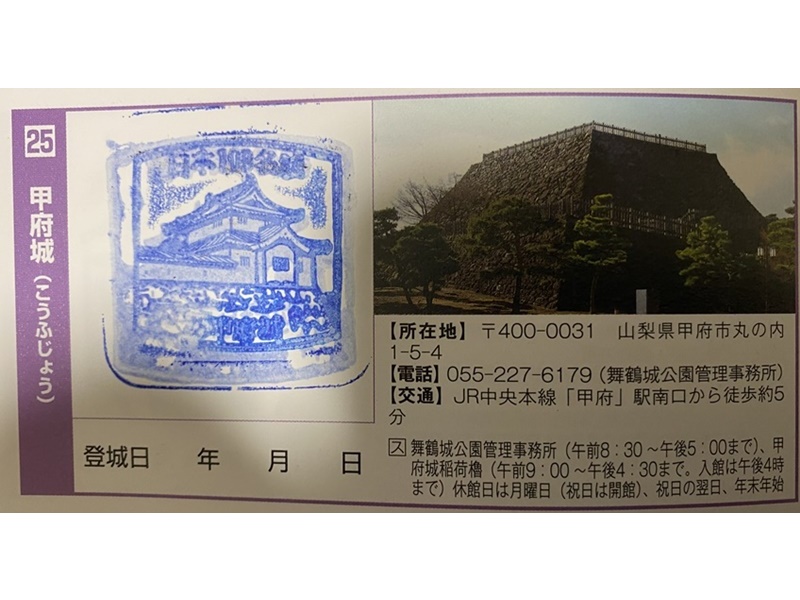 25
甲府城(こうふじょう)
日本100名城
甲府城
登城日 年 月 日
【所在地】 〒400-0031 山梨県甲府市丸の内
1-5-4
【電話】 055-227-6179(舞鶴城公園管理事務所)
【交通】 JR中央本線「甲府」駅南口から徒歩約5
分
ス 舞鶴城公園管理事務所(午前8:30～午後5:00まで)、甲
府城稲荷櫓(午前9:00～午後4:30まで。入館は午後4時
まで)休館日は月曜日(祝日は開館)、祝日の翌日、年末年始